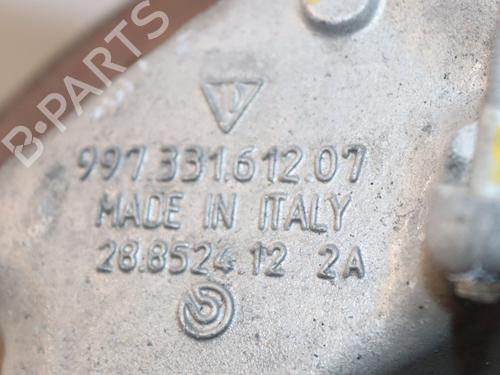 B-PARTS
997.331.612.07
MADE IN ITALY
28.8524.12 2A